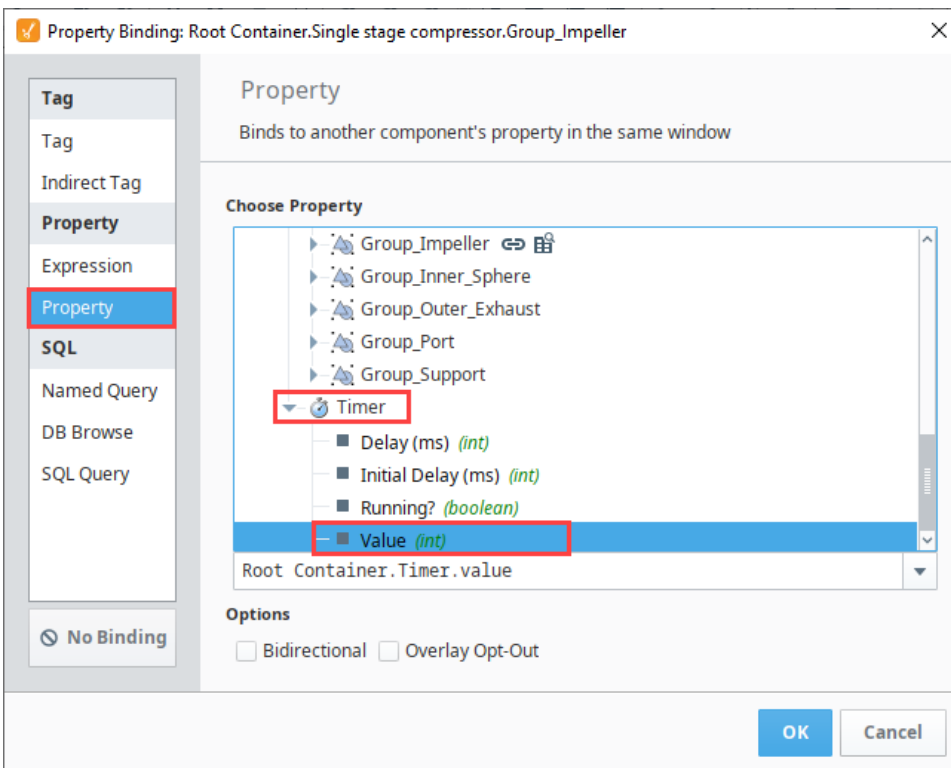 Property Binding: Root Container.Single stage compressor.Group_Impeller
Tag
Tag
Indirect Tag
Property
Expression
Property
SQL
Named Query
DB Browse
SQL Query
No Binding
Property
Binds to another component's property in the same window
Choose Property
Group_Impeller
Group_Inner_Sphere
Group_Outer_Exhaust
Group_Port
Group_Support
Timer
Delay (ms) (int)
Initial Delay (ms) (int)
Running? (boolean)
Value (int)
Root Container.Timer.value
Options
Bidirectional Overlay Opt-Out
OK Cancel